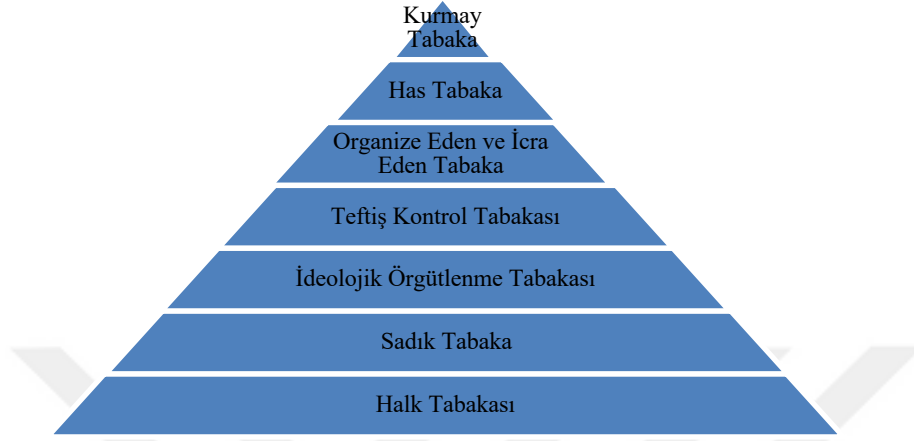 Kurmay
Tabaka
Has Tabaka
Organize Eden ve İcra
Eden Tabaka
Teftiş Kontrol Tabakası
İdeolojik Örgütlenme Tabakası
Sadık Tabaka
Halk Tabakası